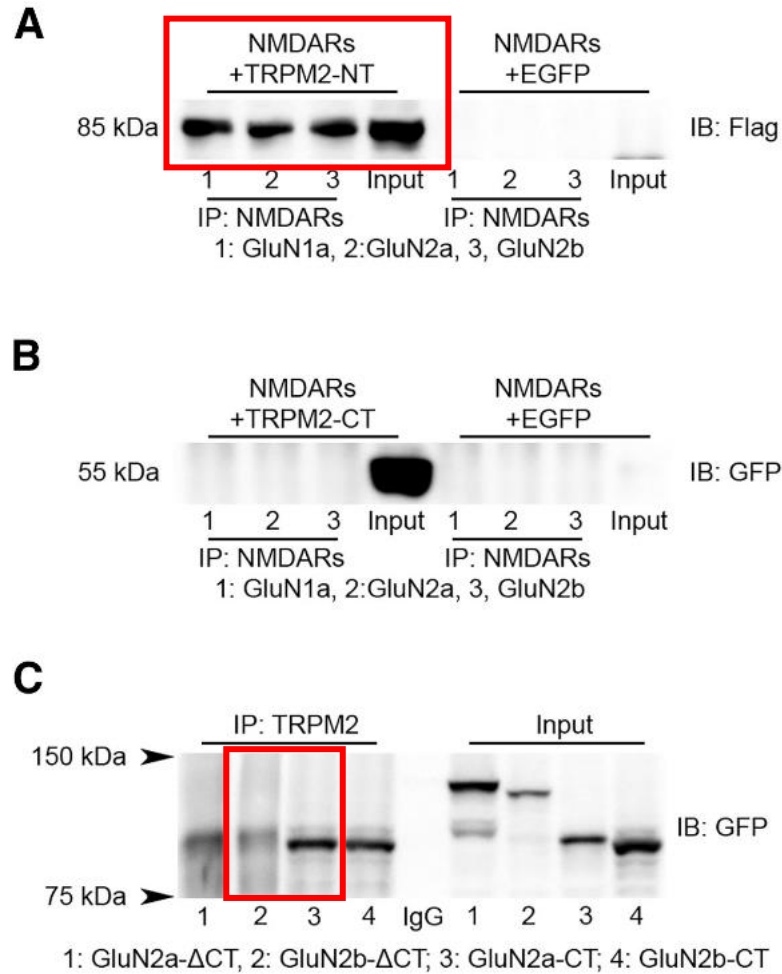 A
NMDARs NMDARs
+TRPM2-NT +EGFP
85 kDa IB: Flag
1 2 3 Input 1 2 3 Input
IP: NMDARs IP: NMDARs
1: GluN1a, 2:GluN2a, 3, GluN2b
B
NMDARs NMDARs
+TRPM2-CT +EGFP
55 kDa IB: GFP
1 2 3 Input 1 2 3 Input
IP: NMDARs IP: NMDARs
1: GluN1a, 2:GluN2a, 3, GluN2b
C
IP: TRPM2 Input
150 kDa
IB: GFP
75 kDa
1 2 3 4 IgG 1 2 3 4
1: GluN2a-ΔCT, 2: GluN2b-ΔCT; 3: GluN2a-CT; 4: GluN2b-CT